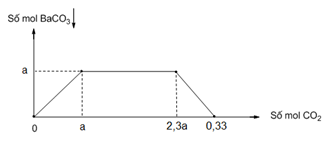 Số mol BaCO3
a
0
a
2,3a
0,33
Số mol CO2